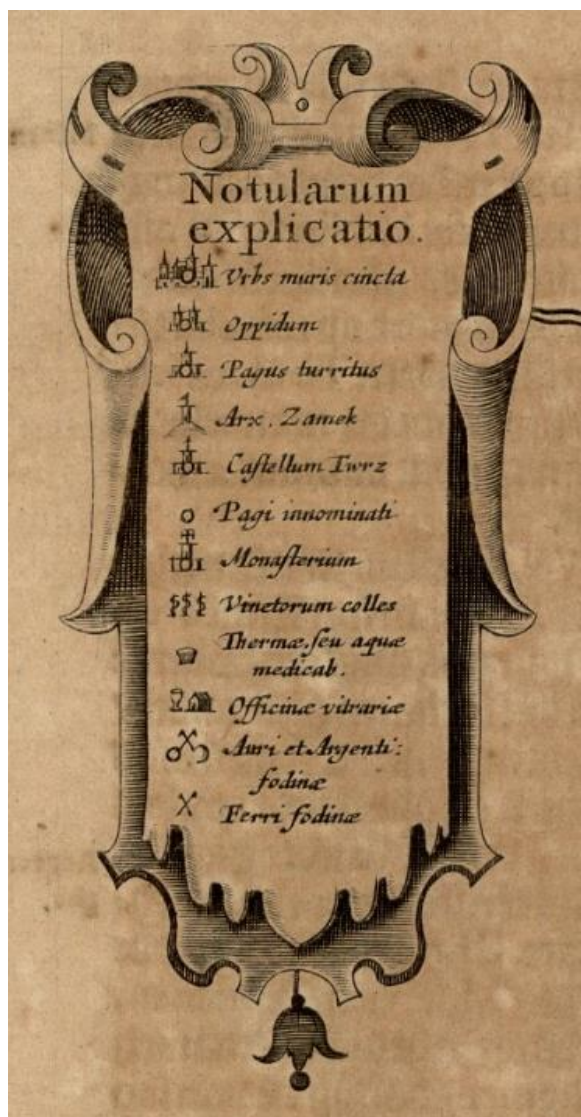 Notularum
explicatio.
Urbs muris cincta
Oppidum
Pagus turritus
Arx. Zamek
Caſtellum Twrz
Pagi innominati
Monaſterium
Vinetorum colles
Thermæ. ſeu aquæ
medicab.
Officinæ vitrariæ
Auri et Argenti:
fodinæ
Ferri fodinæ